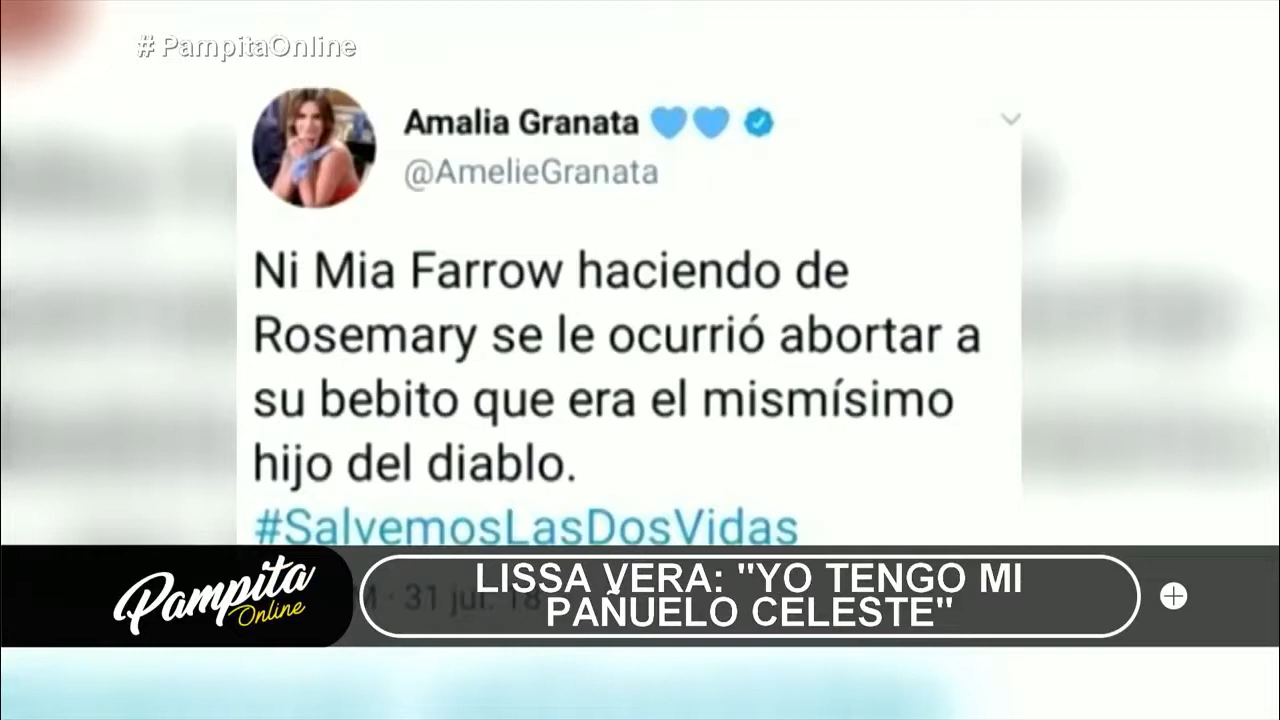 # PampitaOnline
Amalia Granata
@AmelieGranata
Ni Mia Farrow haciendo de
Rosemary se le ocurrió abortar a
su bebito que era el mismísimo
hijo del diablo.
#SalvemosLasDosVidas
31 jul. 18
Pampita
Online
LISSA VERA: "YO TENGO MI
PAÑUELO CELESTE"